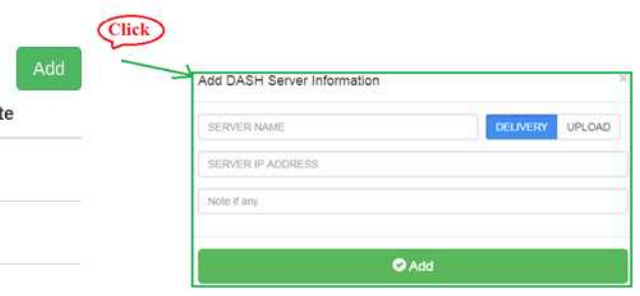 Click
Add
te
Add DASH Server Information
×
SERVER NAME
DELIVERY
UPLOAD
SERVER IP ADDRESS
Note if any
Add